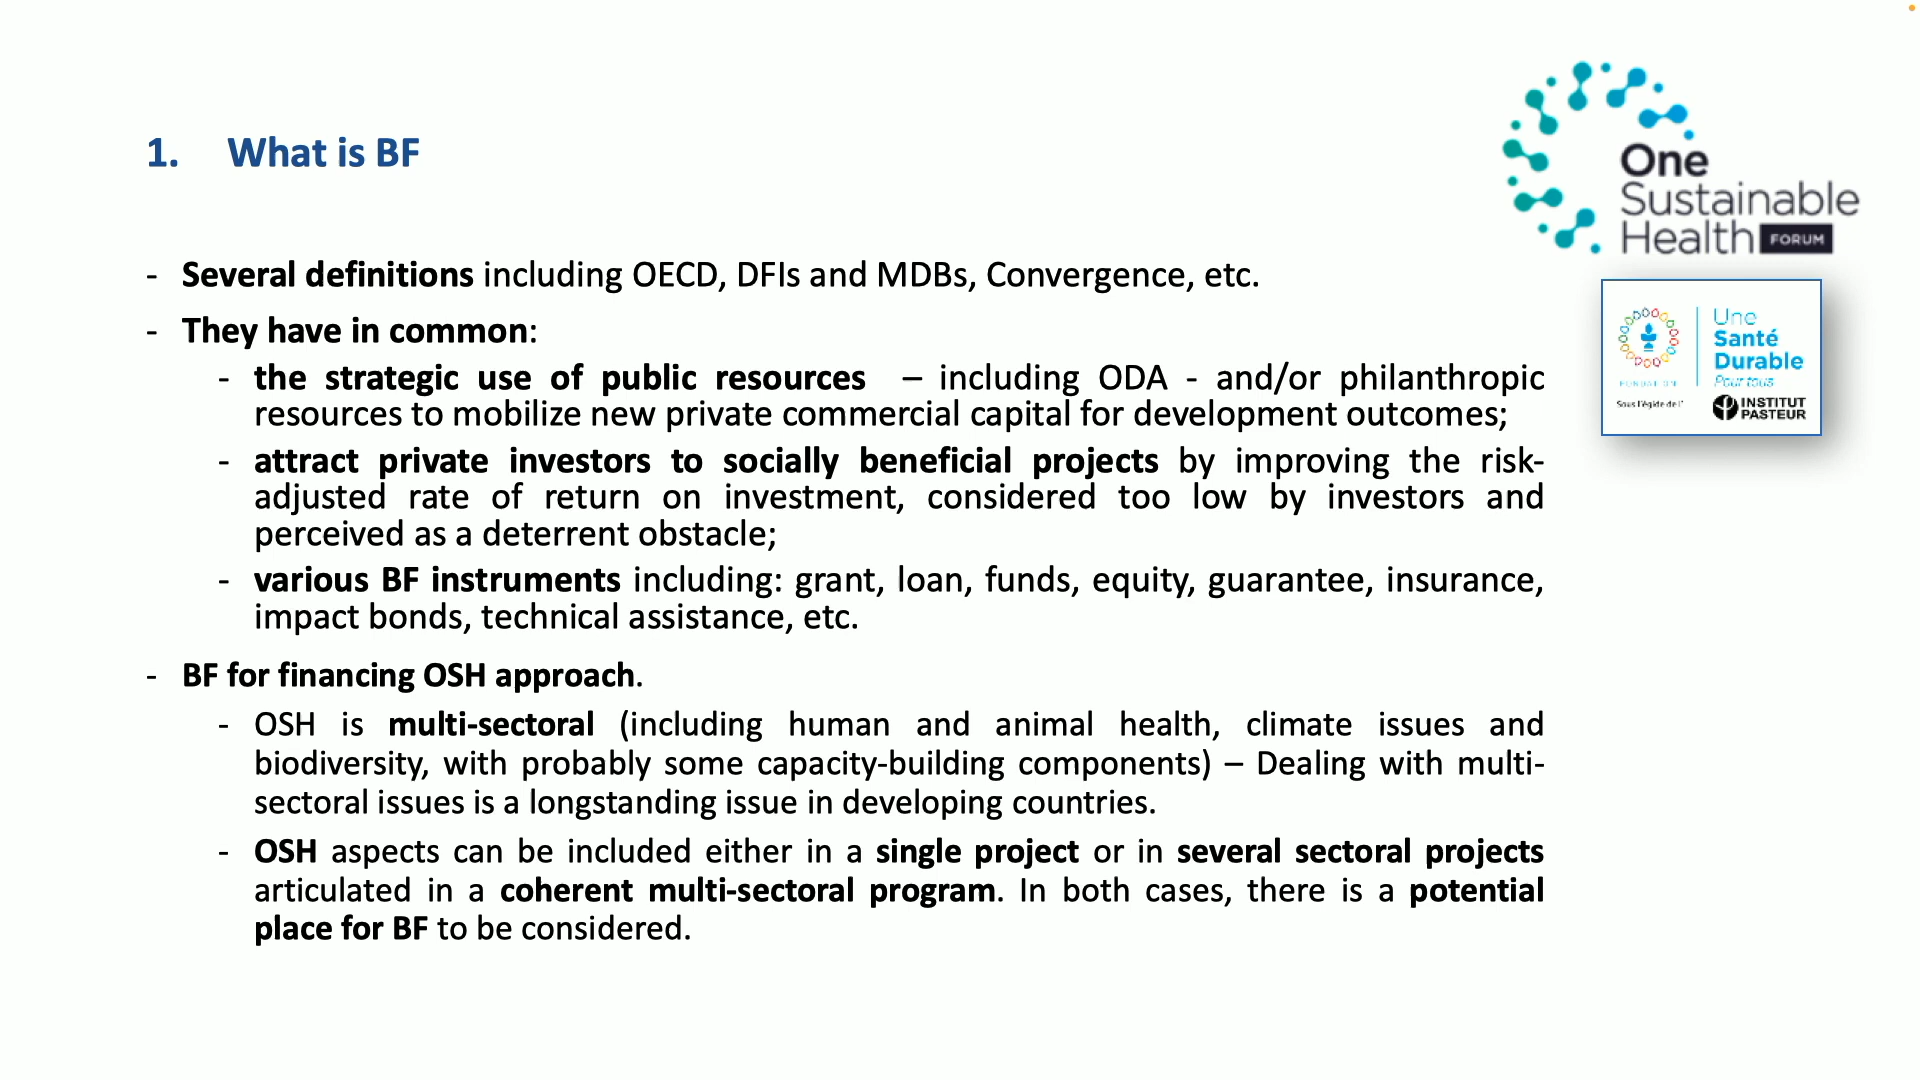 1. What is BF
One
Sustainable
Health FORUM
- Several definitions including OECD, DFIs and MDBs, Convergence, etc.
- They have in common:
- the strategic use of public resources – including ODA - and/or philanthropic
resources to mobilize new private commercial capital for development outcomes;
- attract private investors to socially beneficial projects by improving the risk-
adjusted rate of return on investment, considered too low by investors and
perceived as a deterrent obstacle;
- various BF instruments including: grant, loan, funds, equity, guarantee, insurance,
impact bonds, technical assistance, etc.
- BF for financing OSH approach.
- OSH is multi-sectoral (including human and animal health, climate issues and
biodiversity, with probably some capacity-building components) – Dealing with multi-
sectoral issues is a longstanding issue in developing countries.
- OSH aspects can be included either in a single project or in several sectoral projects
articulated in a coherent multi-sectoral program. In both cases, there is a potential
place for BF to be considered.
Une
Santé
Durable
Pour tous
FONDATION
Sous l'égide de l'
INSTITUT
PASTEUR